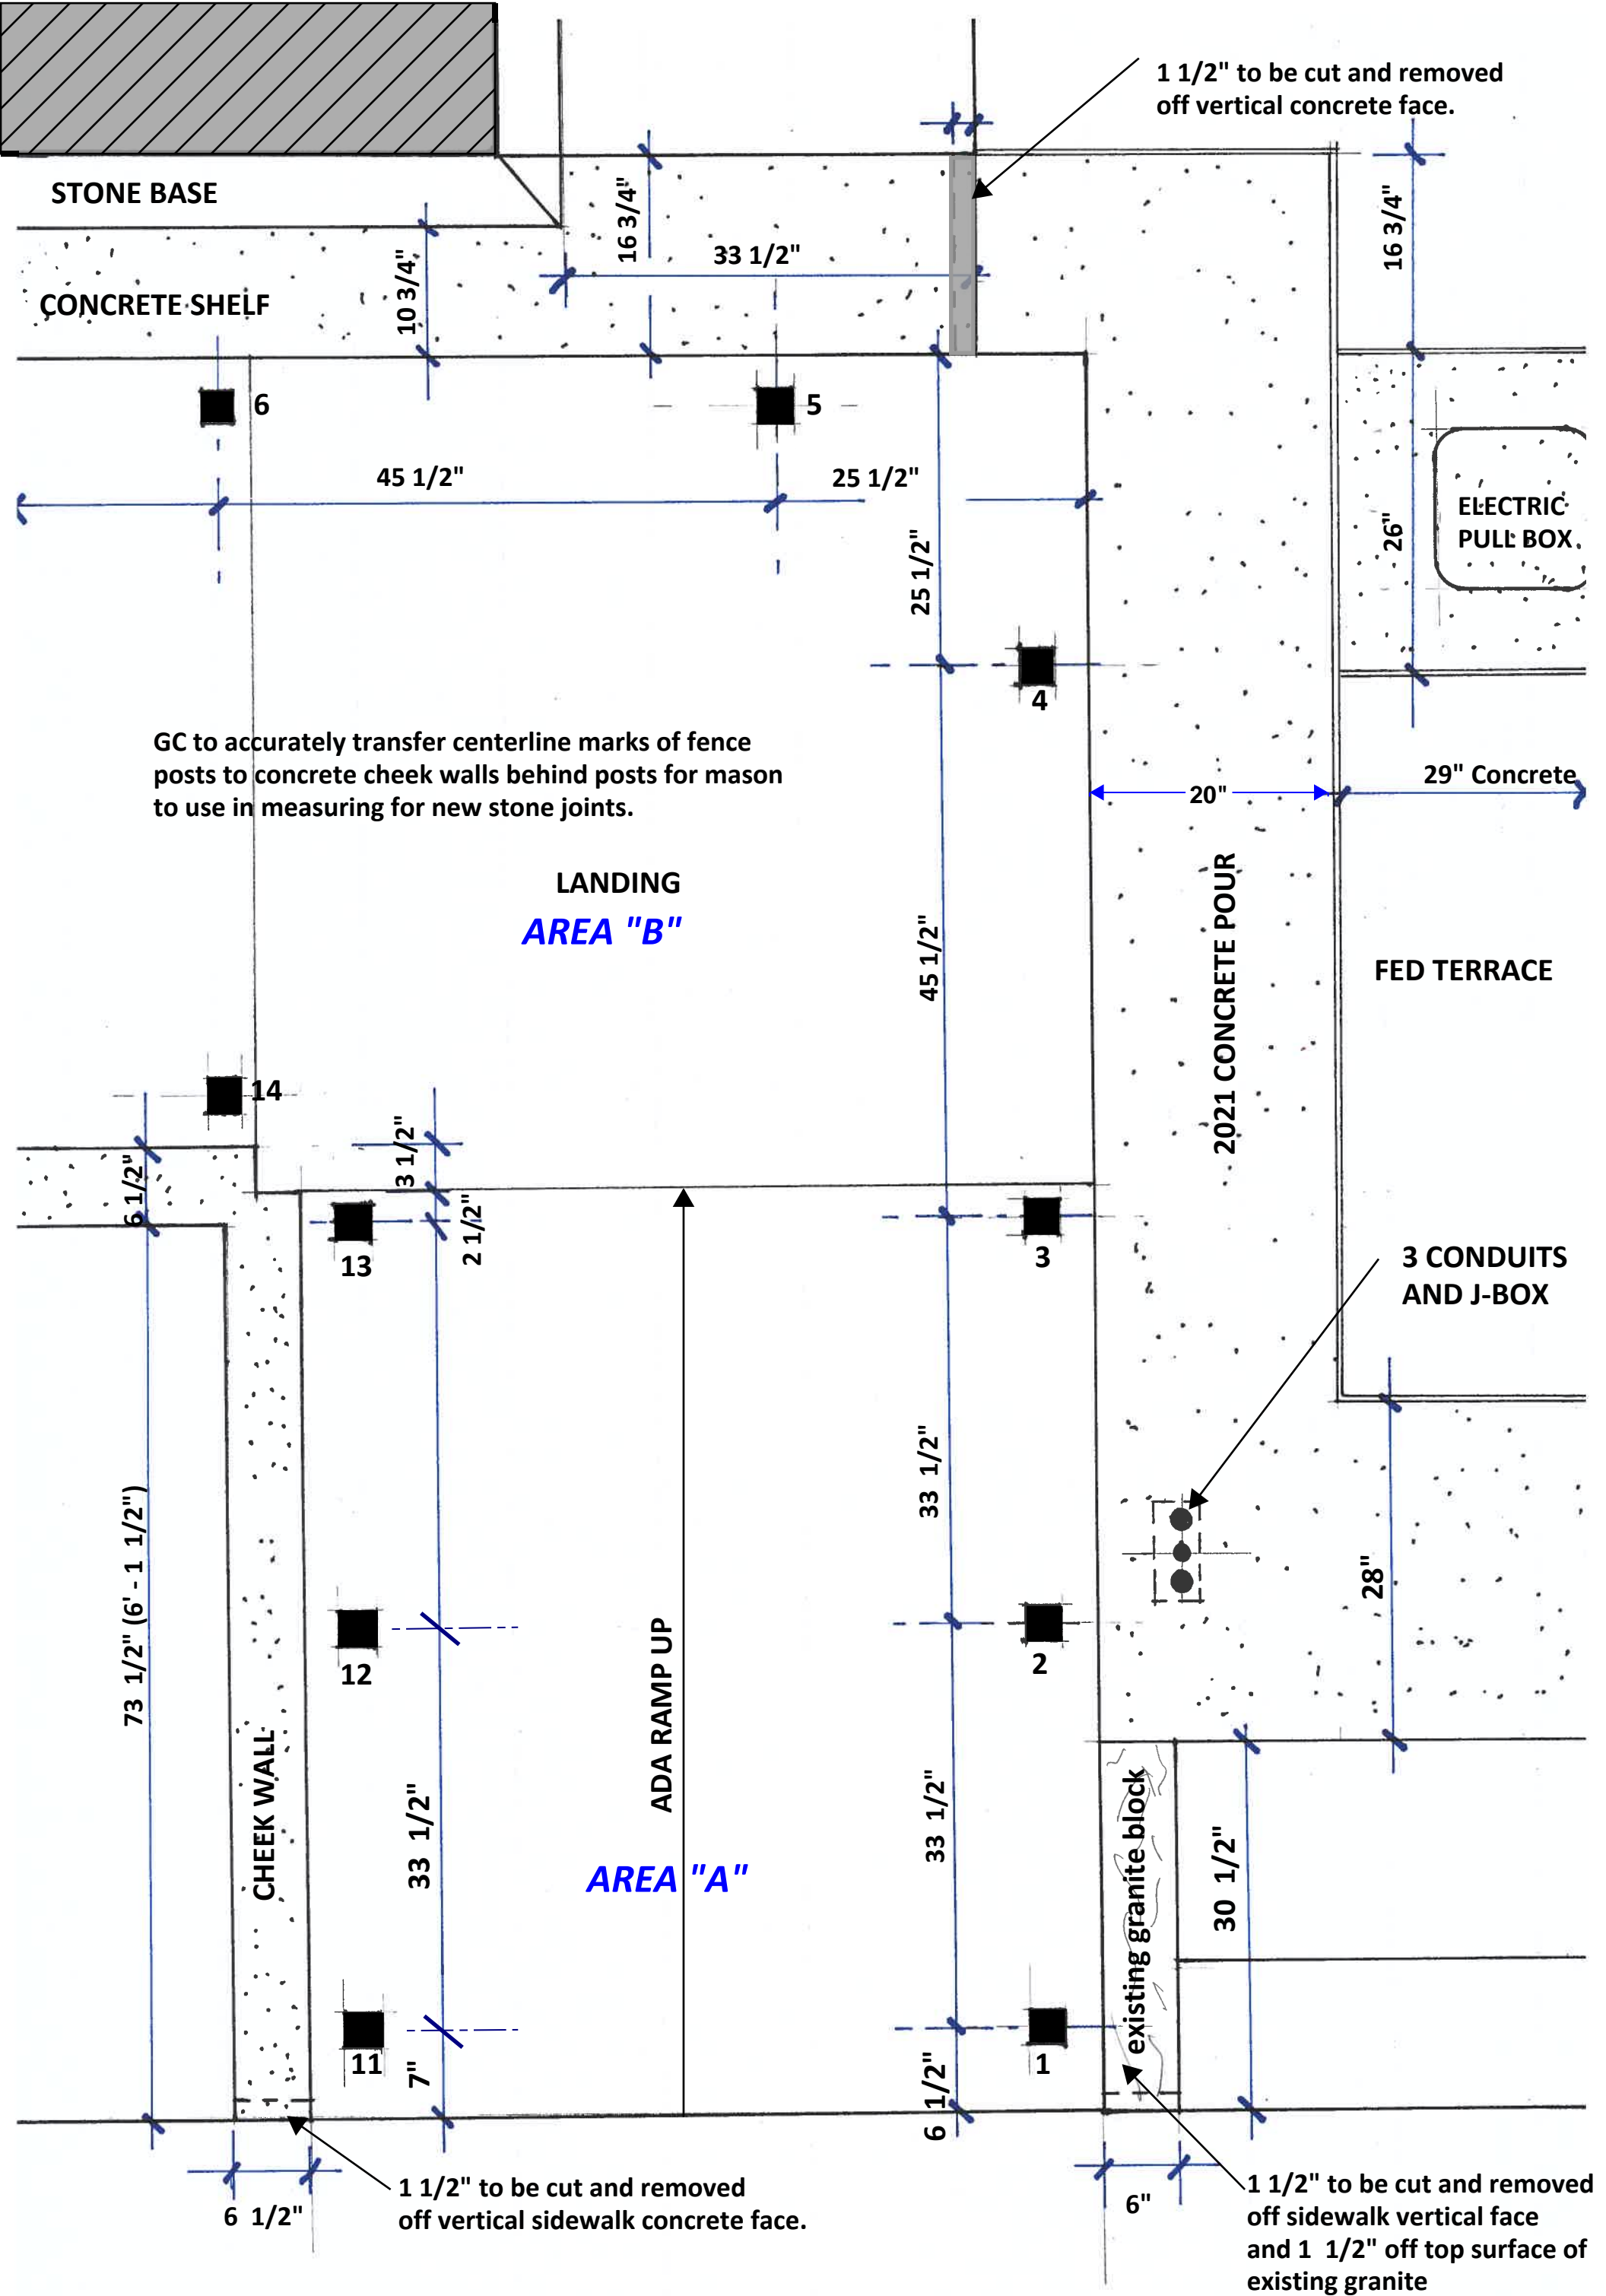 1 1/2" to be cut and removed
off vertical concrete face.
STONE BASE
16 3/4"
33 1/2"
16 3/4"
CONCRETE SHELF
10 3/4"
6
5
45 1/2"
25 1/2"
25 1/2"
26"
ELECTRIC
PULL BOX
4
GC to accurately transfer centerline marks of fence
posts to concrete cheek walls behind posts for mason
to use in measuring for new stone joints.
20"
29" Concrete
LANDING
AREA "B"
45 1/2"
2021 CONCRETE POUR
FED TERRACE
14
3 1/2"
6 1/2"
2 1/2"
13
3
3 CONDUITS
AND J-BOX
33 1/2"
73 1/2" (6' - 1 1/2")
28"
12
2
ADA RAMP UP
CHEEK WALL
33 1/2"
33 1/2"
existing granite block
30 1/2"
AREA "A"
11
7"
1
6 1/2"
1 1/2" to be cut and removed
off vertical sidewalk concrete face.
6 1/2"
6"
1 1/2" to be cut and removed
off sidewalk vertical face
and 1 1/2" off top surface of
existing granite